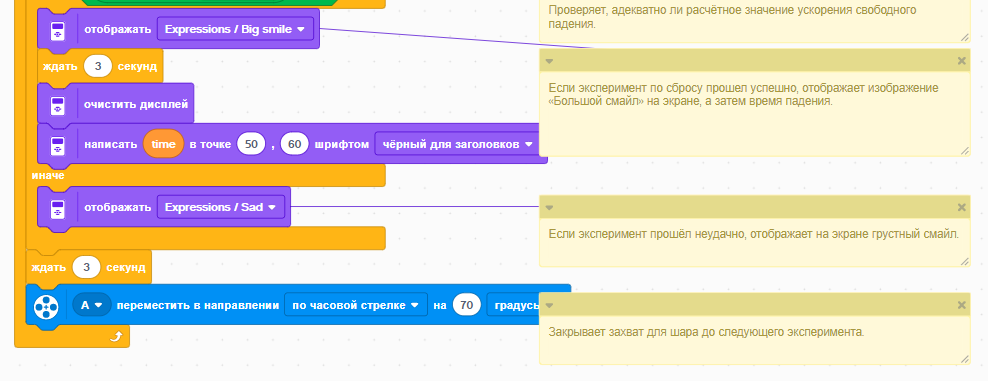 Проверяет, адекватно ли расчётное значение ускорения свободного
падения.
отображать Expressions / Big smile
ждать 3 секунд
Если эксперимент по сбросу прошел успешно, отображает изображение
«Большой смайл» на экране, а затем время падения.
очистить дисплей
написать time в точке 50 , 60 шрифтом чёрный для заголовков
иначе
отображать Expressions / Sad
Если эксперимент прошёл неудачно, отображает на экране грустный смайл.
ждать 3 секунд
A переместить в направлении по часовой стрелке на 70 градусы
Закрывает захват для шара до следующего эксперимента.